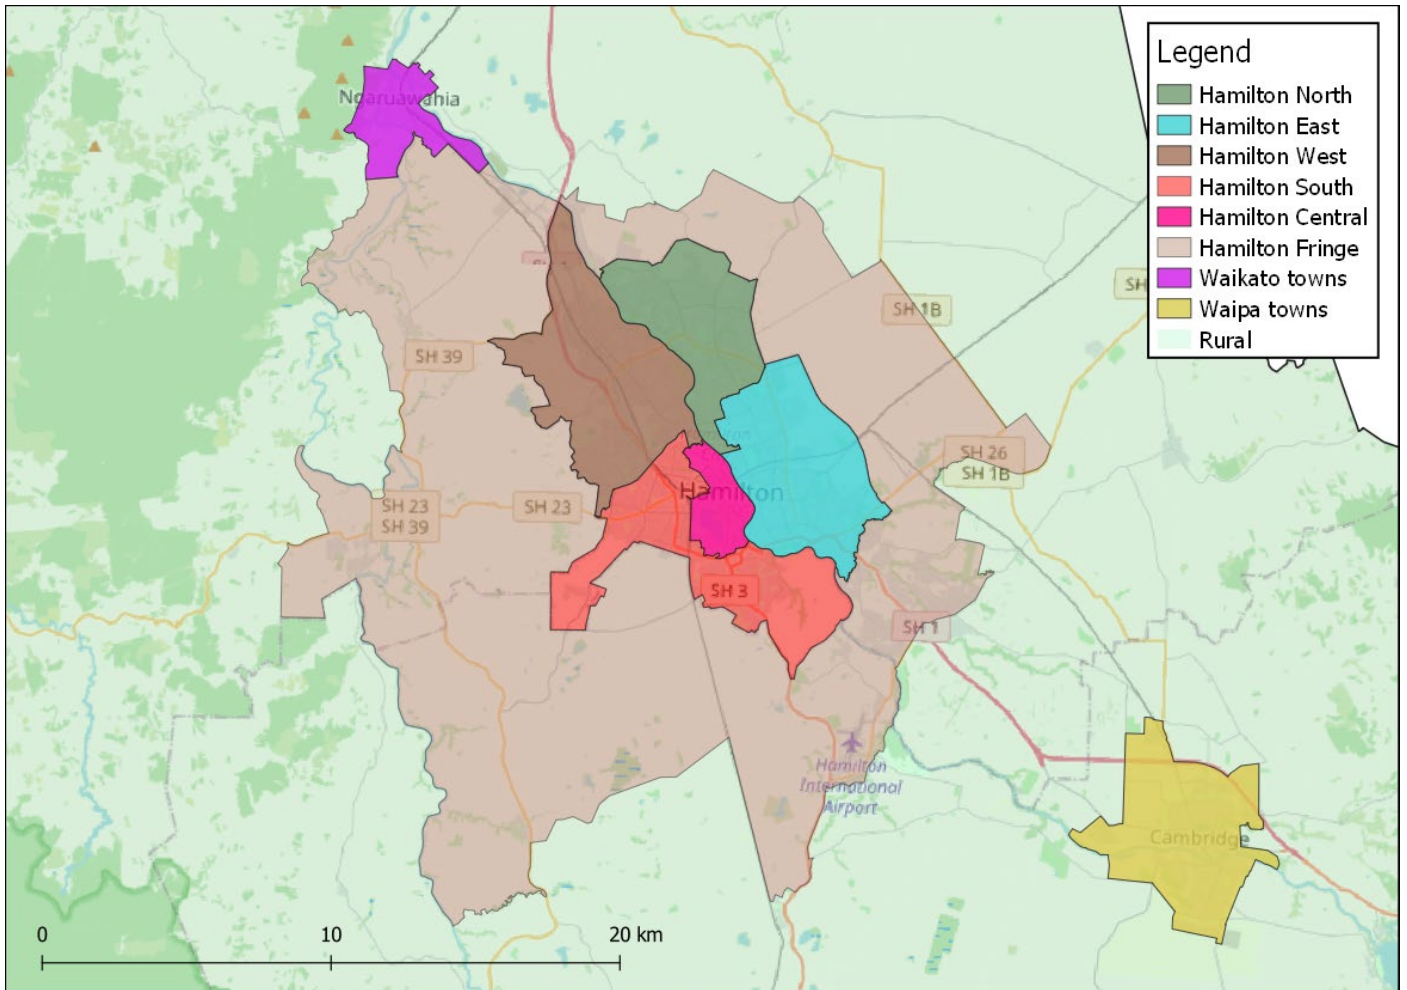 Legend
Hamilton North
Hamilton East
Hamilton West
Hamilton South
Hamilton Central
Hamilton Fringe
Waikato towns
Waipa towns
Rural
Ngaruawahia
SH 1B
SH
SH 39
SH 26
SH 1B
Hamilton
SH 23
SH 39
SH 23
SH 3
SH 1
Hamilton
International
Airport
Cambridge
0 10 20 km